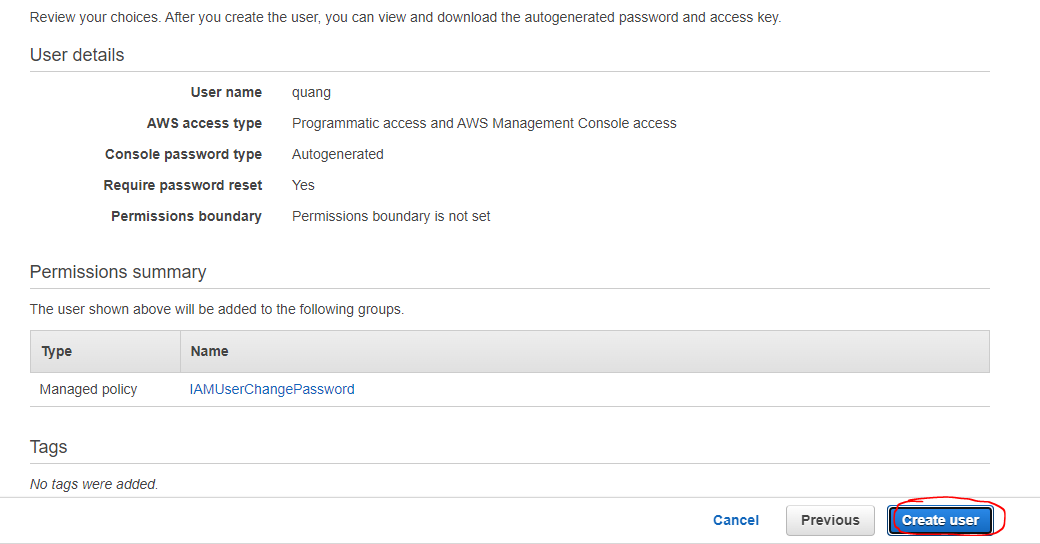 Review your choices. After you create the user, you can view and download the autogenerated password and access key.
User details
User name quang
AWS access type Programmatic access and AWS Management Console access
Console password type Autogenerated
Require password reset Yes
Permissions boundary Permissions boundary is not set
Permissions summary
The user shown above will be added to the following groups.
Type Name
Managed policy IAMUserChangePassword
Tags
No tags were added.
Cancel Previous Create user